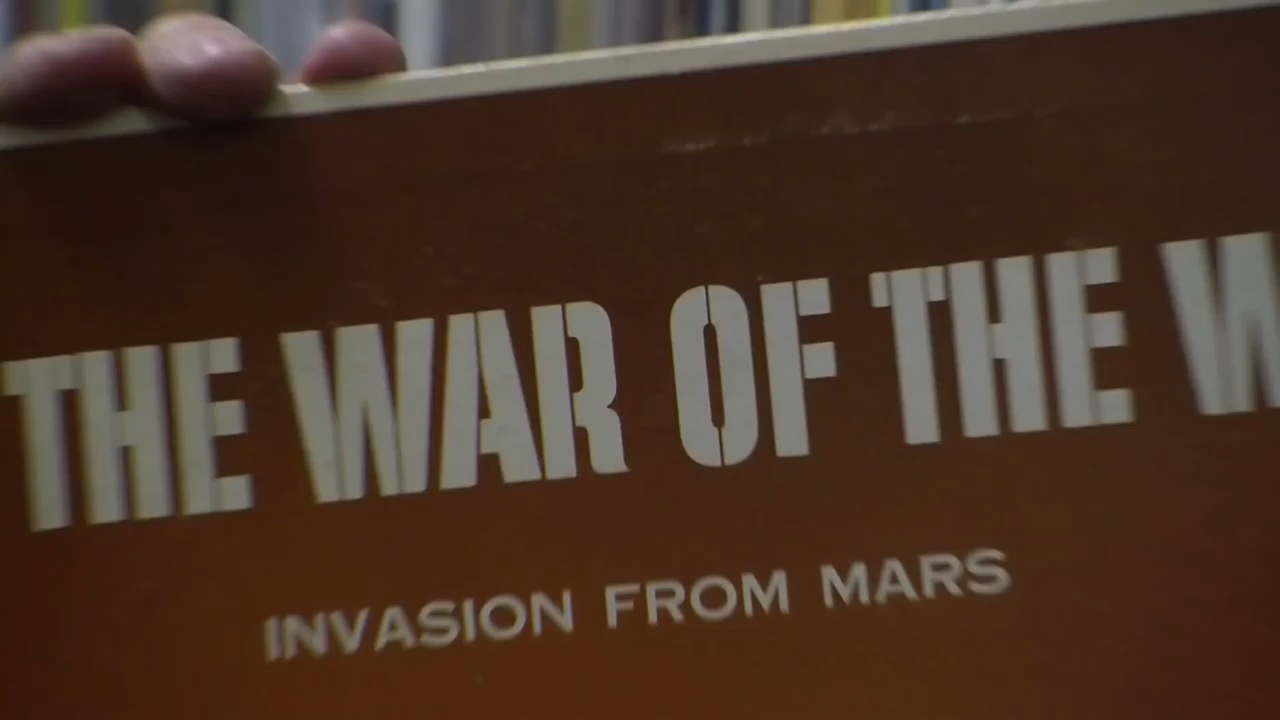 THE WAR OF THE W
INVASION FROM MARS